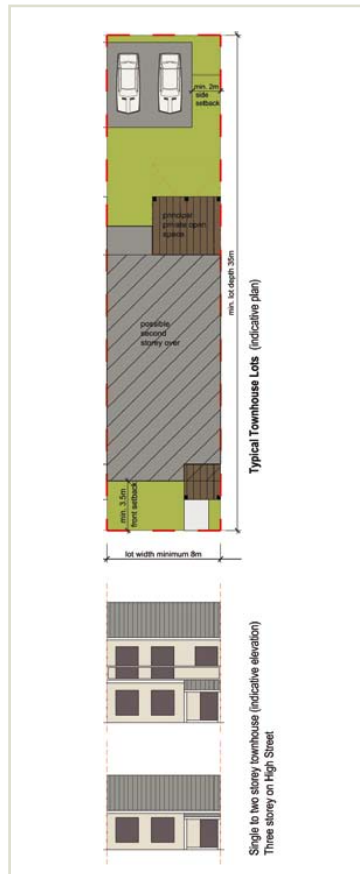 min. 2m
side
setback
principal
private open
space
min. lot depth 35m
possible
second
storey over
Typical Townhouse Lots (indicative plan)
min. 3.5m
front setback
lot width minimum 8m
Single to two storey townhouse (indicative elevation)
Three storey on High Street